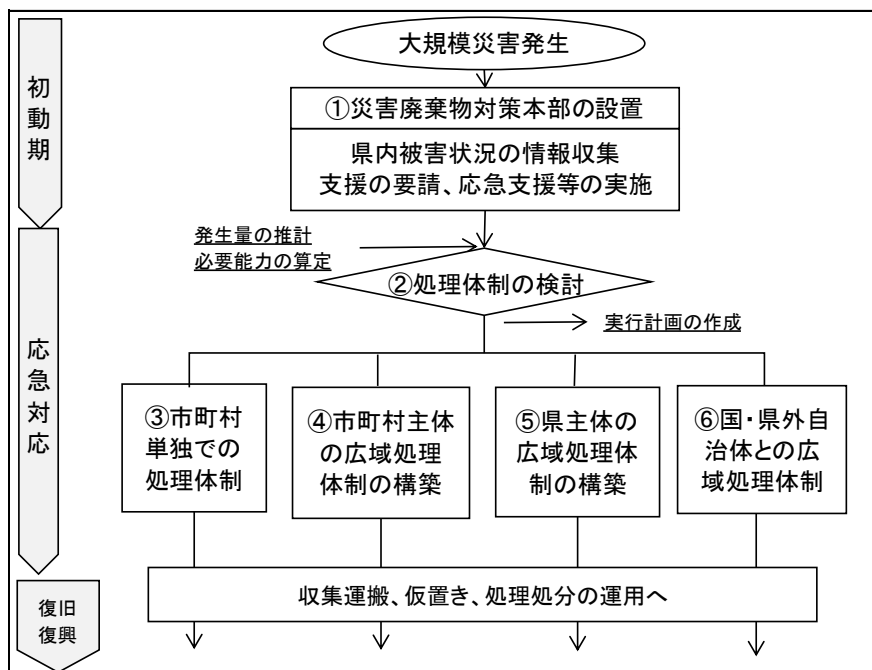 大規模災害発生
初動期
①災害廃棄物対策本部の設置
県内被害状況の情報収集
支援の要請、応急支援等の実施
発生量の推計
必要能力の算定
②処理体制の検討
実行計画の作成
応急対応
③市町村
単独での
処理体制
④市町村主体
の広域処理
体制の構築
⑤県主体の
広域処理体
制の構築
⑥国・県外自
治体との広
域処理体制
収集運搬、仮置き、処理処分の運用へ
復旧
復興